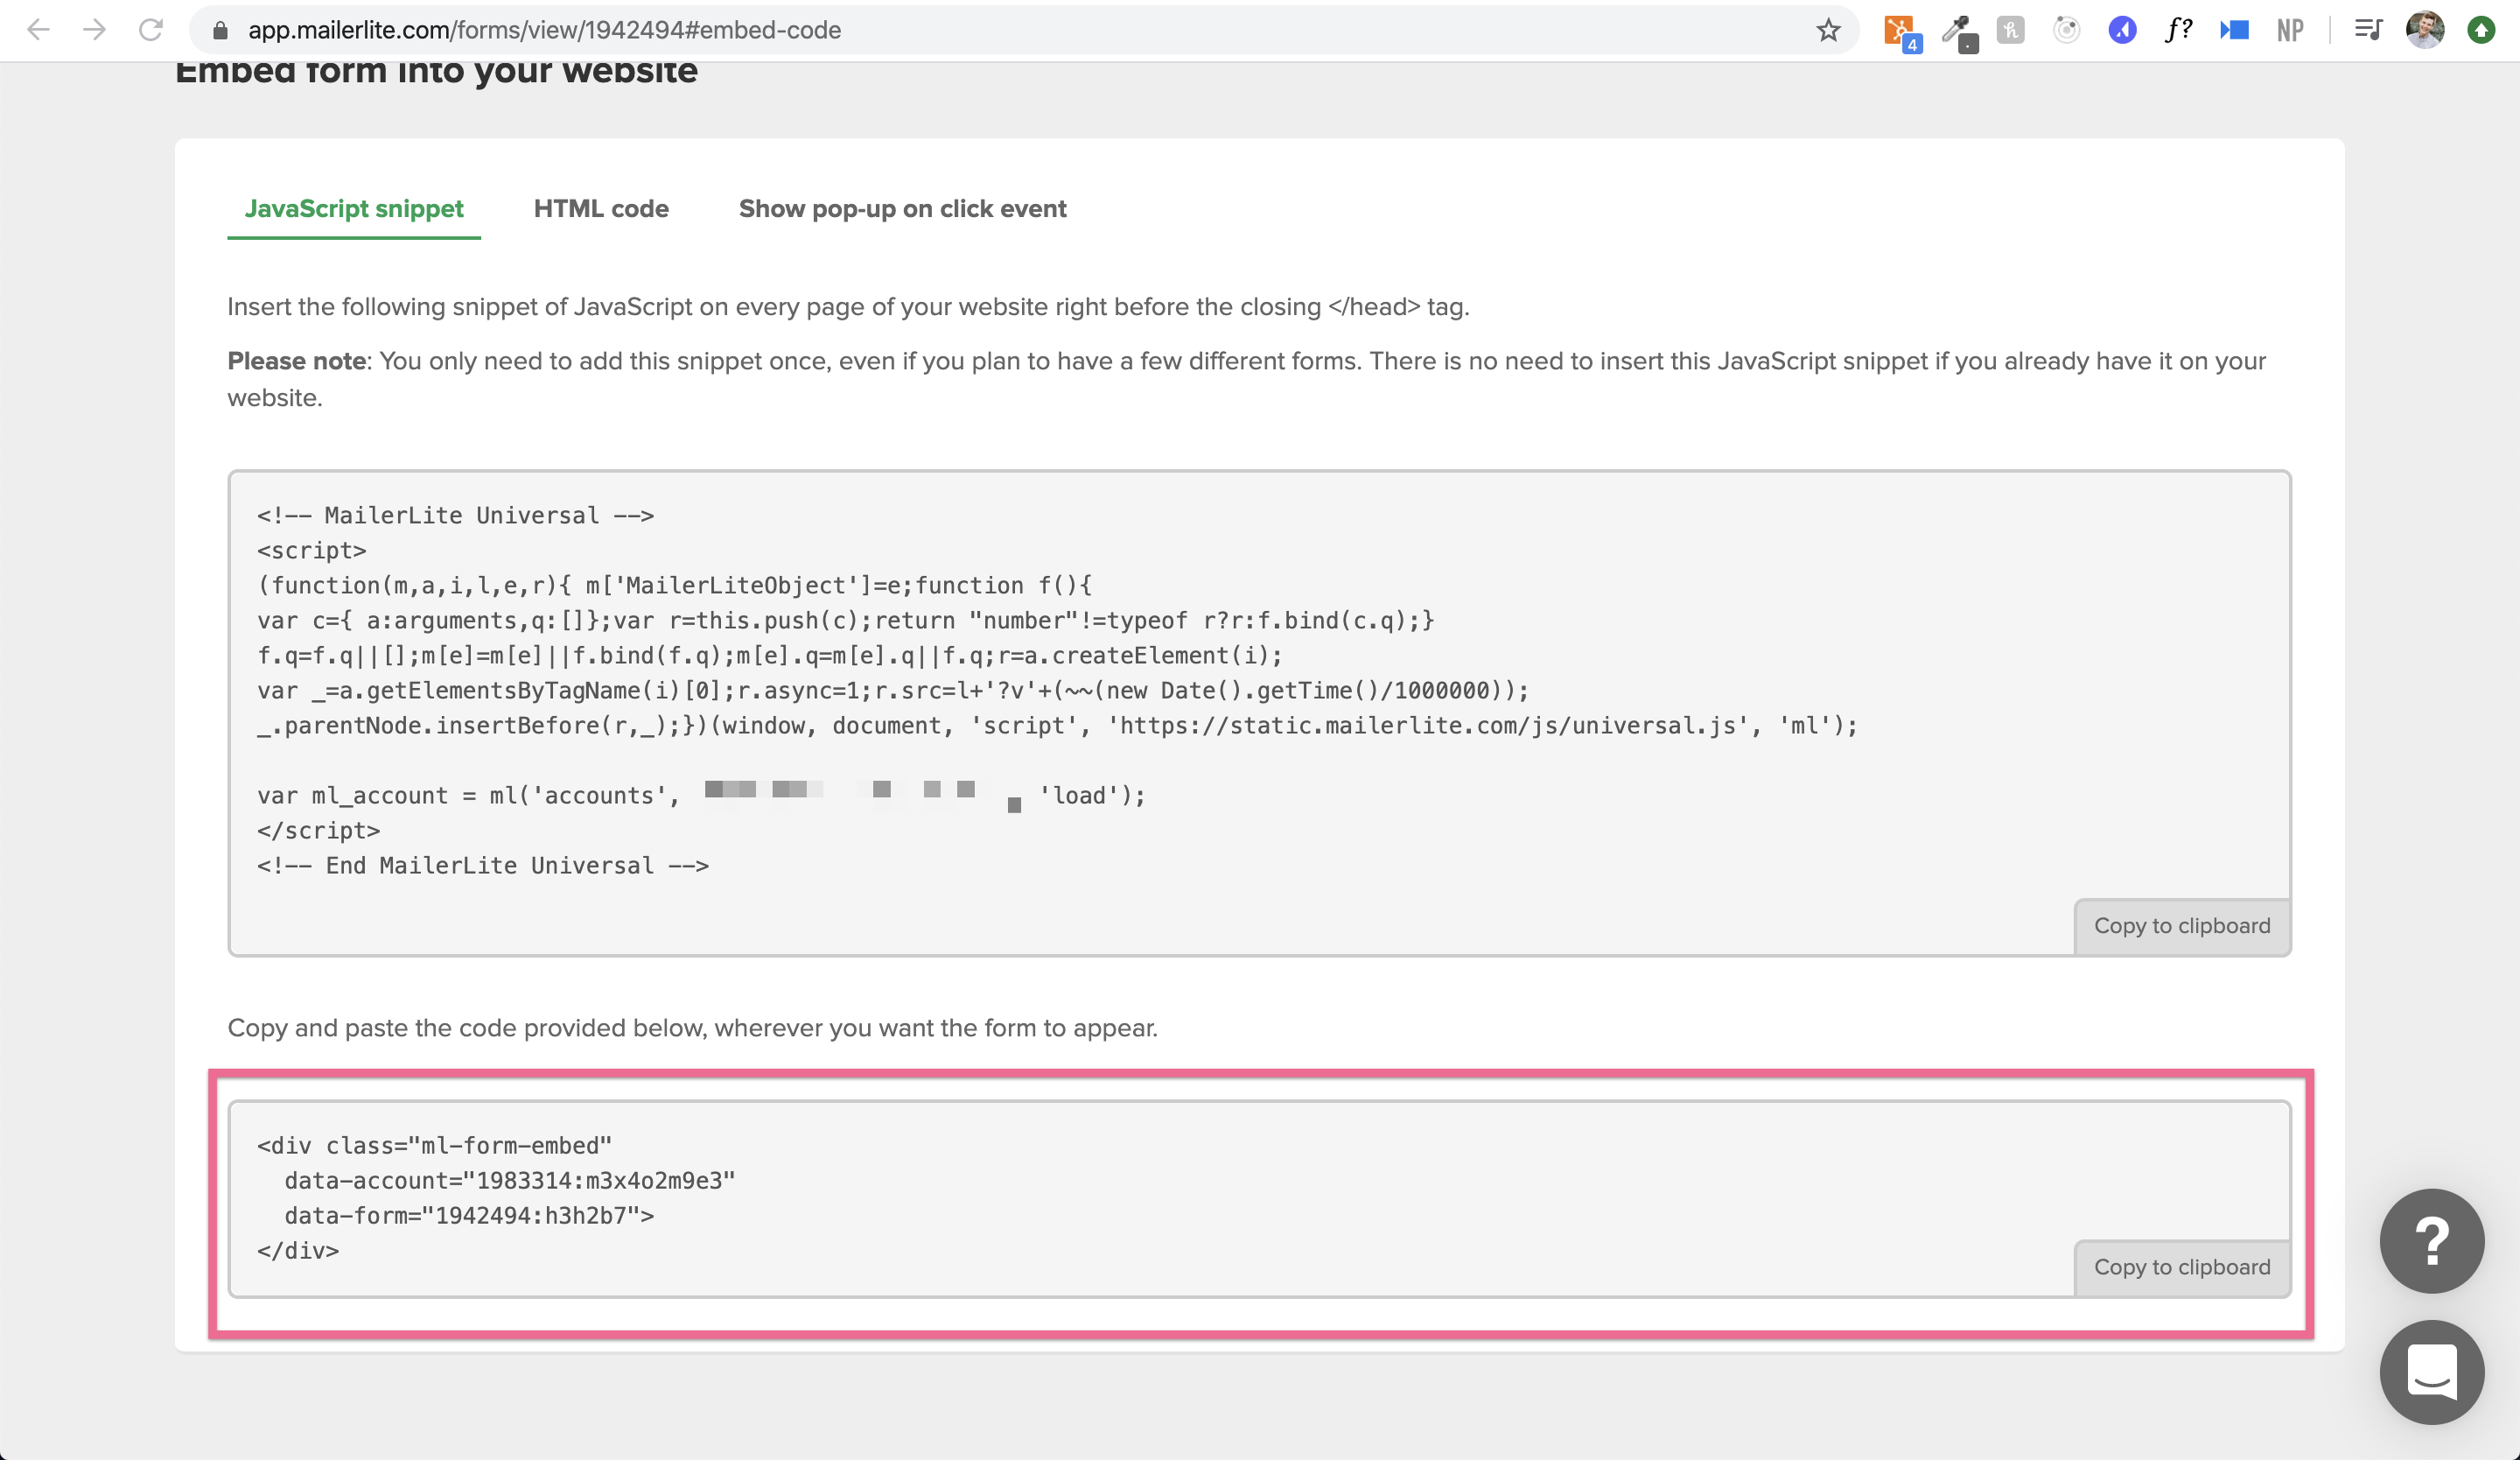 app.mailerlite.com/forms/view/1942494#embed-code
4
f?
NP
Embed form into your website
JavaScript snippet
HTML code
Show pop-up on click event
Insert the following snippet of JavaScript on every page of your website right before the closing </head> tag.
Please note: You only need to add this snippet once, even if you plan to have a few different forms. There is no need to insert this JavaScript snippet if you already have it on your
website.
<!-- MailerLite Universal -->
<script>
(function(m,a,i,l,e,r){ m['MailerLiteObject']=e;function f(){
var c={ a:arguments,q:[]};var r=this.push(c);return "number"!=typeof r?r:f.bind(c.q);}
f.q=f.q||[];m[e]=m[e]||f.bind(f.q);m[e].q=m[e].q||f.q;r=a.createElement(i);
var _=a.getElementsByTagName(i)[0];r.async=1;r.src=l+'?v'+(~~(new Date().getTime()/1000000));
_.parentNode.insertBefore(r,_);})(window, document, 'script', 'https://static.mailerlite.com/js/universal.js', 'ml');
var ml_account = ml('accounts', 'load');
</script>
<!-- End MailerLite Universal -->
Copy to clipboard
Copy and paste the code provided below, wherever you want the form to appear.
<div class="ml-form-embed"
data-account="1983314:m3x4o2m9e3"
data-form="1942494:h3h2b7">
</div>
Copy to clipboard
?